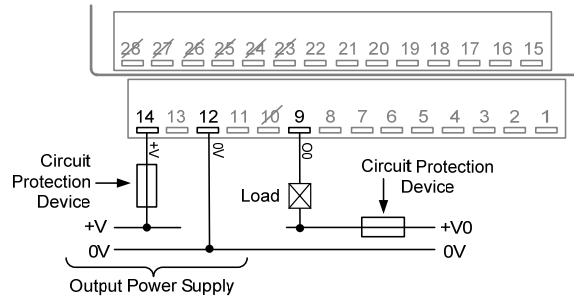 28 27 26 25 24 23 22 21 20 19 18 17 16 15
14 13 12 11 10 9 8 7 6 5 4 3 2 1
+V 0V O0
Circuit
Protection
Device
Circuit Protection
Device
Load
+V +V0
0V 0V
Output Power Supply